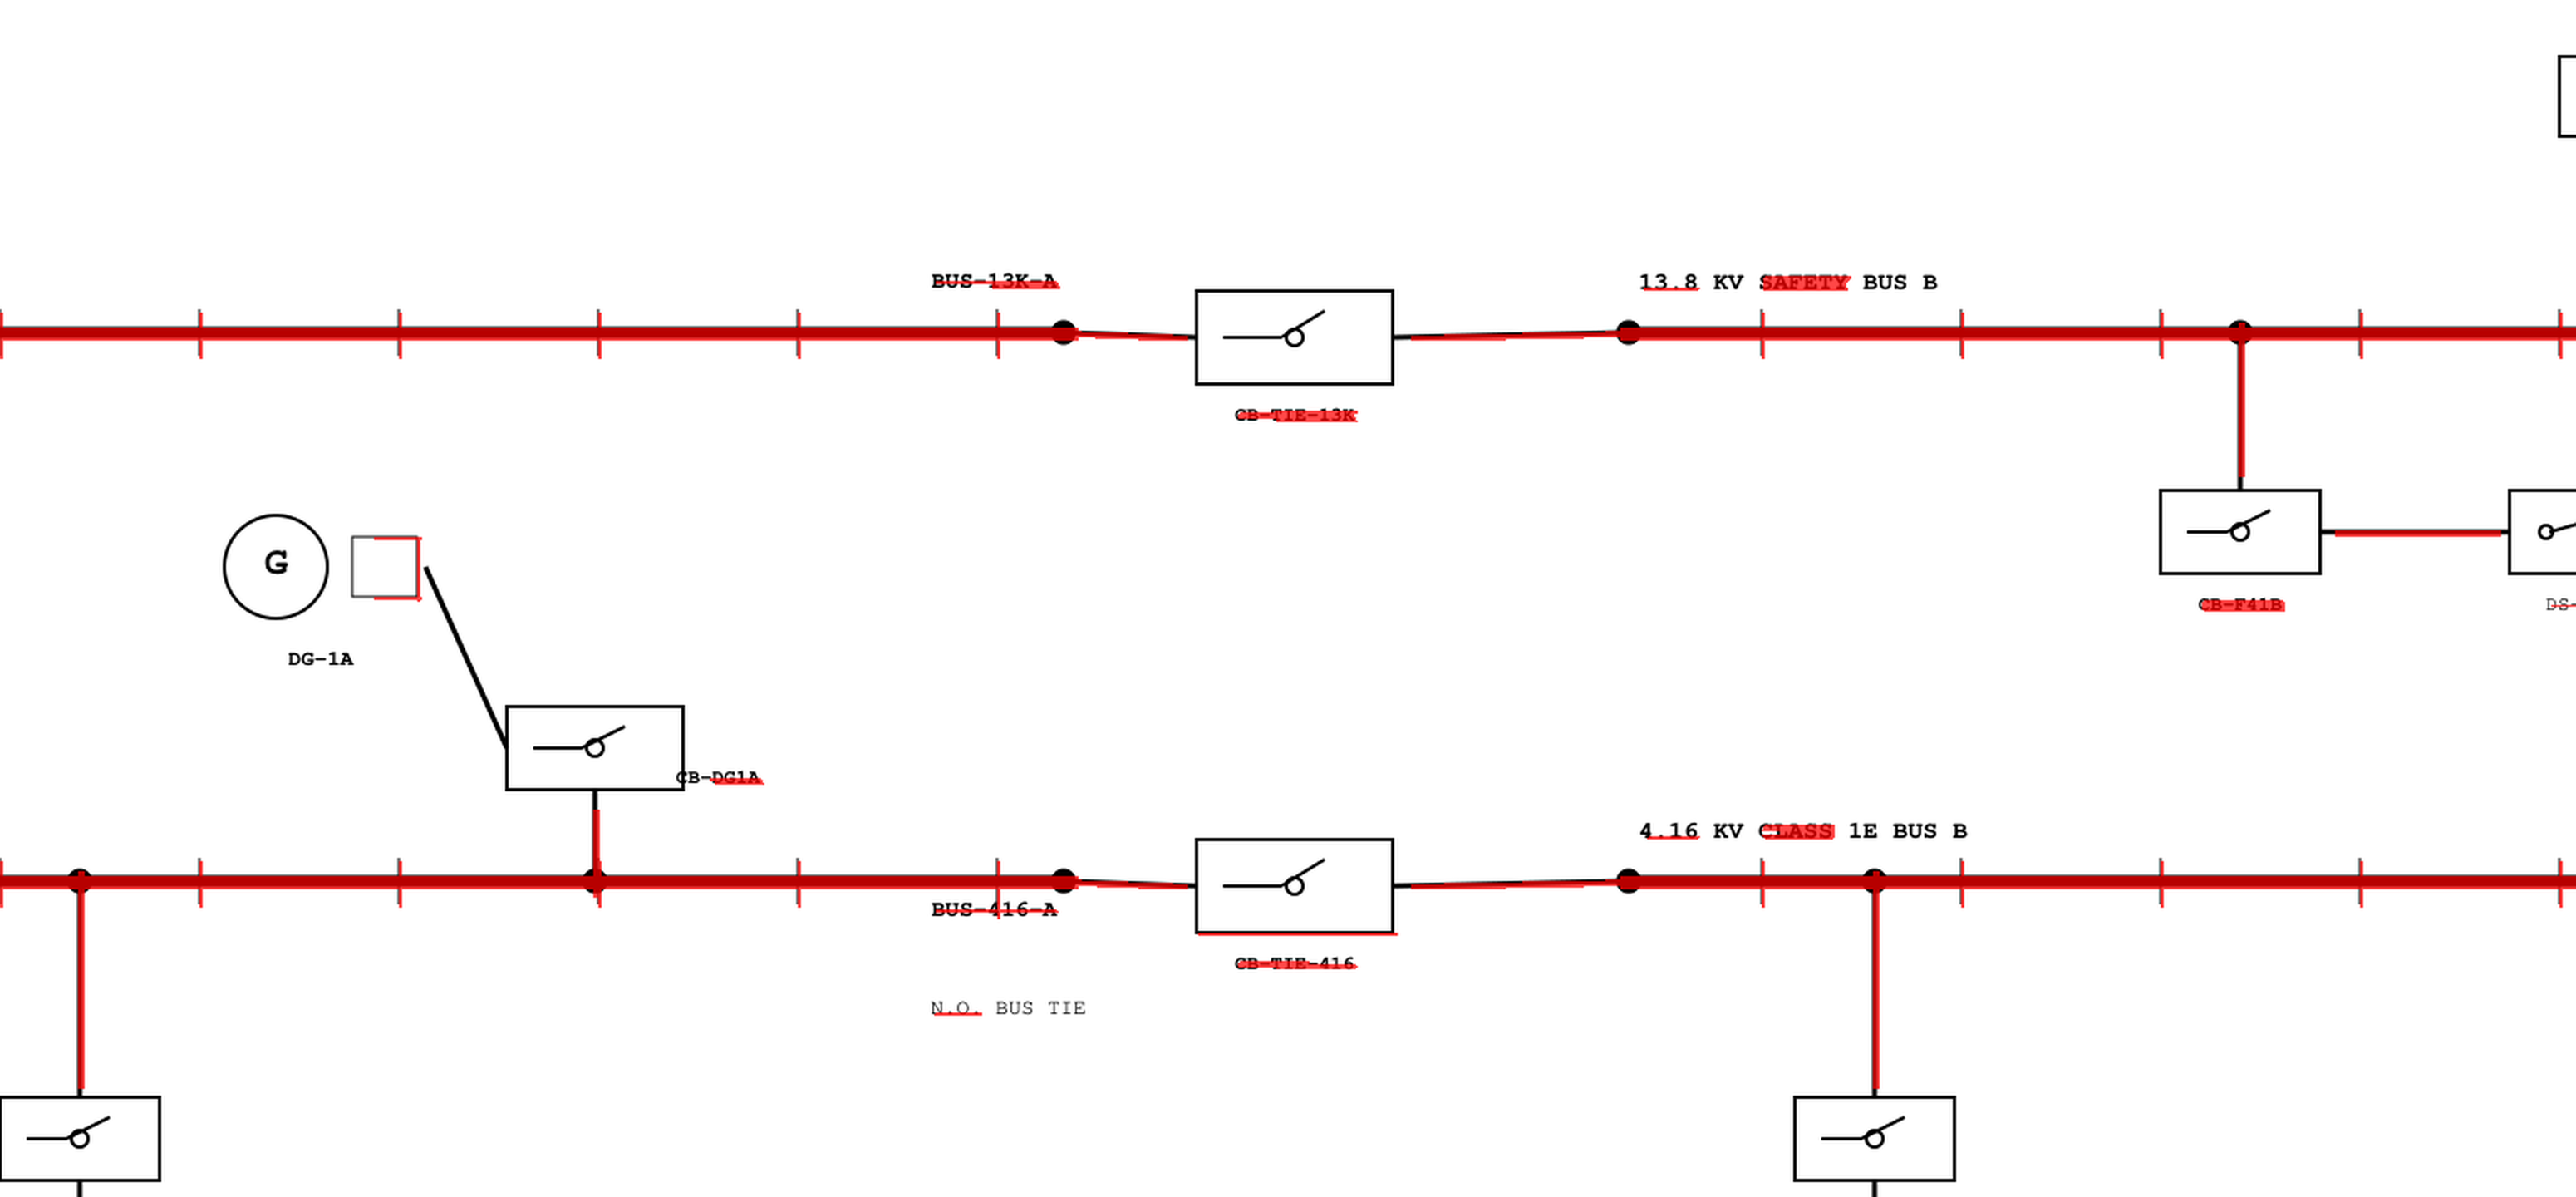 BUS-13K-A
13.8 KV SAFETY BUS B
CB-TIE-13K
G
CB-F41B
DS-
DG-1A
CB-DG1A
4.16 KV CLASS 1E BUS B
BUS-416-A
CB-TIE-416
N.O. BUS TIE